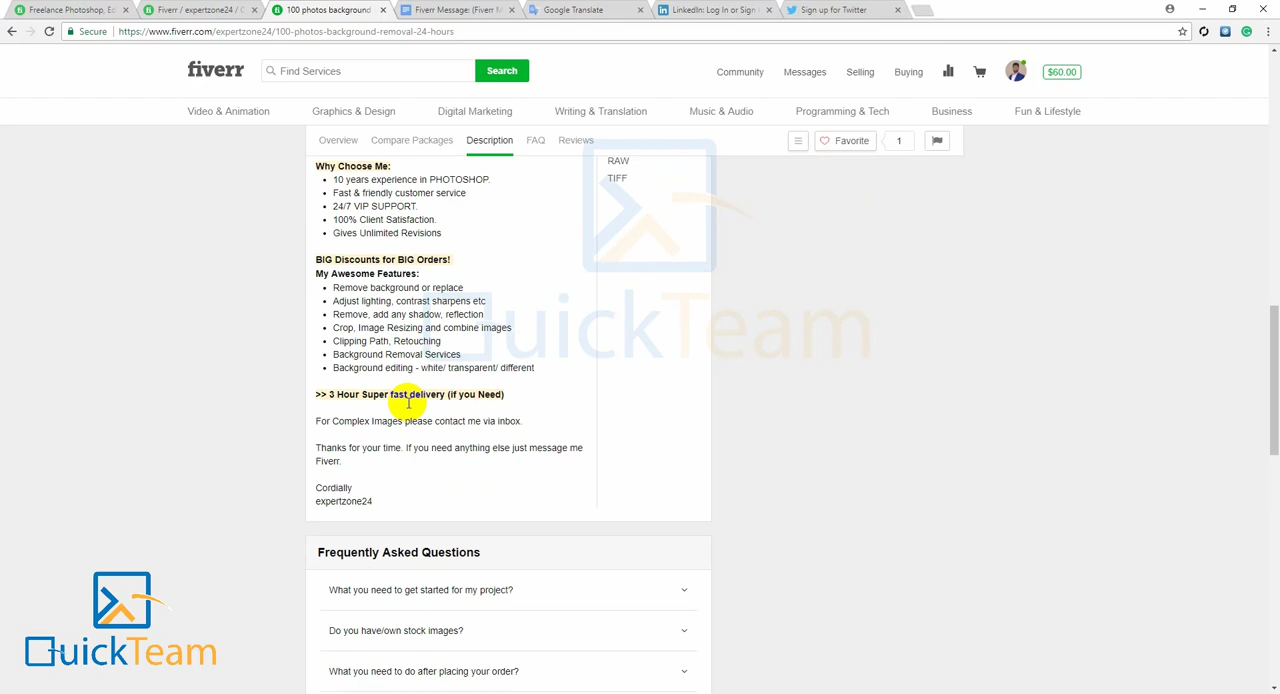 Freelance Photoshop, Ec
Fiverr / expertzone24 / C
100 photos background
Fiverr Message: (Fiverr M
Google Translate
LinkedIn: Log In or Sign
Sign up for Twitter
Secure
https://www.fiverr.com/expertzone24/100-photos-background-removal-24-hours
fiverr
Find Services
Search
Community
Messages
Selling
Buying
$60.00
Video & Animation
Graphics & Design
Digital Marketing
Writing & Translation
Music & Audio
Programming & Tech
Business
Fun & Lifestyle
Overview
Compare Packages
Description
FAQ
Reviews
Favorite
1
Why Choose Me:
10 years experience in PHOTOSHOP.
Fast & friendly customer service
24/7 VIP SUPPORT.
100% Client Satisfaction.
Gives Unlimited Revisions
RAW
TIFF
BIG Discounts for BIG Orders!
My Awesome Features:
Remove background or replace
Adjust lighting, contrast sharpens etc
Remove, add any shadow, reflection
Crop, Image Resizing and combine images
Clipping Path, Retouching
Background Removal Services
Background editing - white/ transparent/ different
QuickTeam
>> 3 Hour Super fast delivery (if you Need)
For Complex Images please contact me via inbox.
Thanks for your time. If you need anything else just message me
Fiverr.
Cordially
expertzone24
Frequently Asked Questions
What you need to get started for my project?
Do you have/own stock images?
What you need to do after placing your order?
QuickTeam